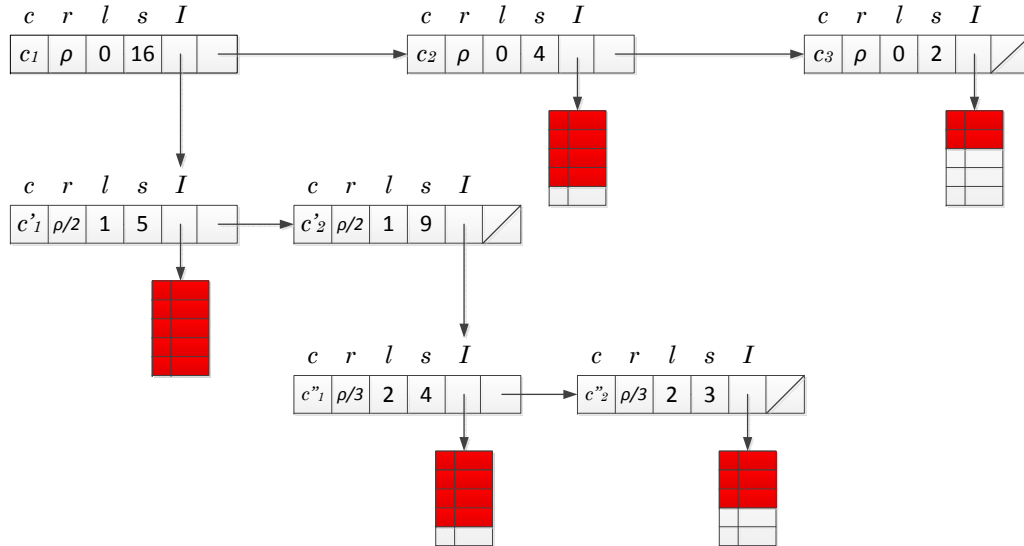 c r l s I c r l s I c r l s I
c1 ρ 0 16 c2 ρ 0 4 c3 ρ 0 2
c r l s I c r l s I
c’1 ρ/2 1 5 c’2 ρ/2 1 9
c r l s I c r l s I
c”1 ρ/3 2 4 c”2 ρ/3 2 3